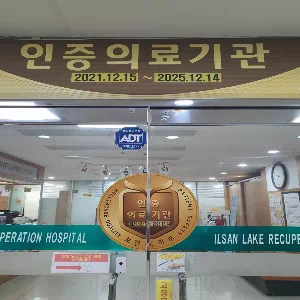 인증의료기관
2021.12.15 ~ 2025.12.14
ADT
인증
의료기관
PERATION HOSPITAL
ILSAN LAKE RECUPE